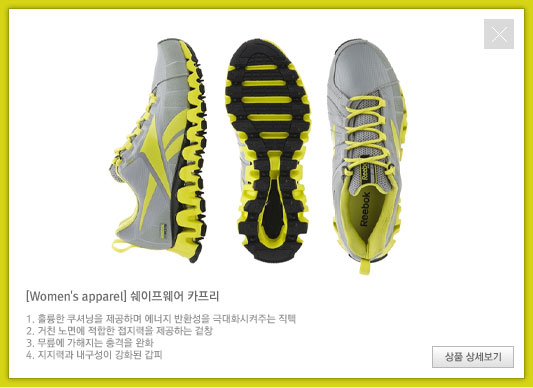 Reebok
Reebok
[Women's apparel] 쉐이프웨어 카프리
1. 훌륭한 쿠셔닝을 제공하며 에너지 반환성을 극대화시켜주는 직텍
2. 거친 노면에 적합한 접지력을 제공하는 겉창
3. 무릎에 가해지는 충격을 완화
4. 지지력과 내구성이 강화된 갑피
상품 상세보기